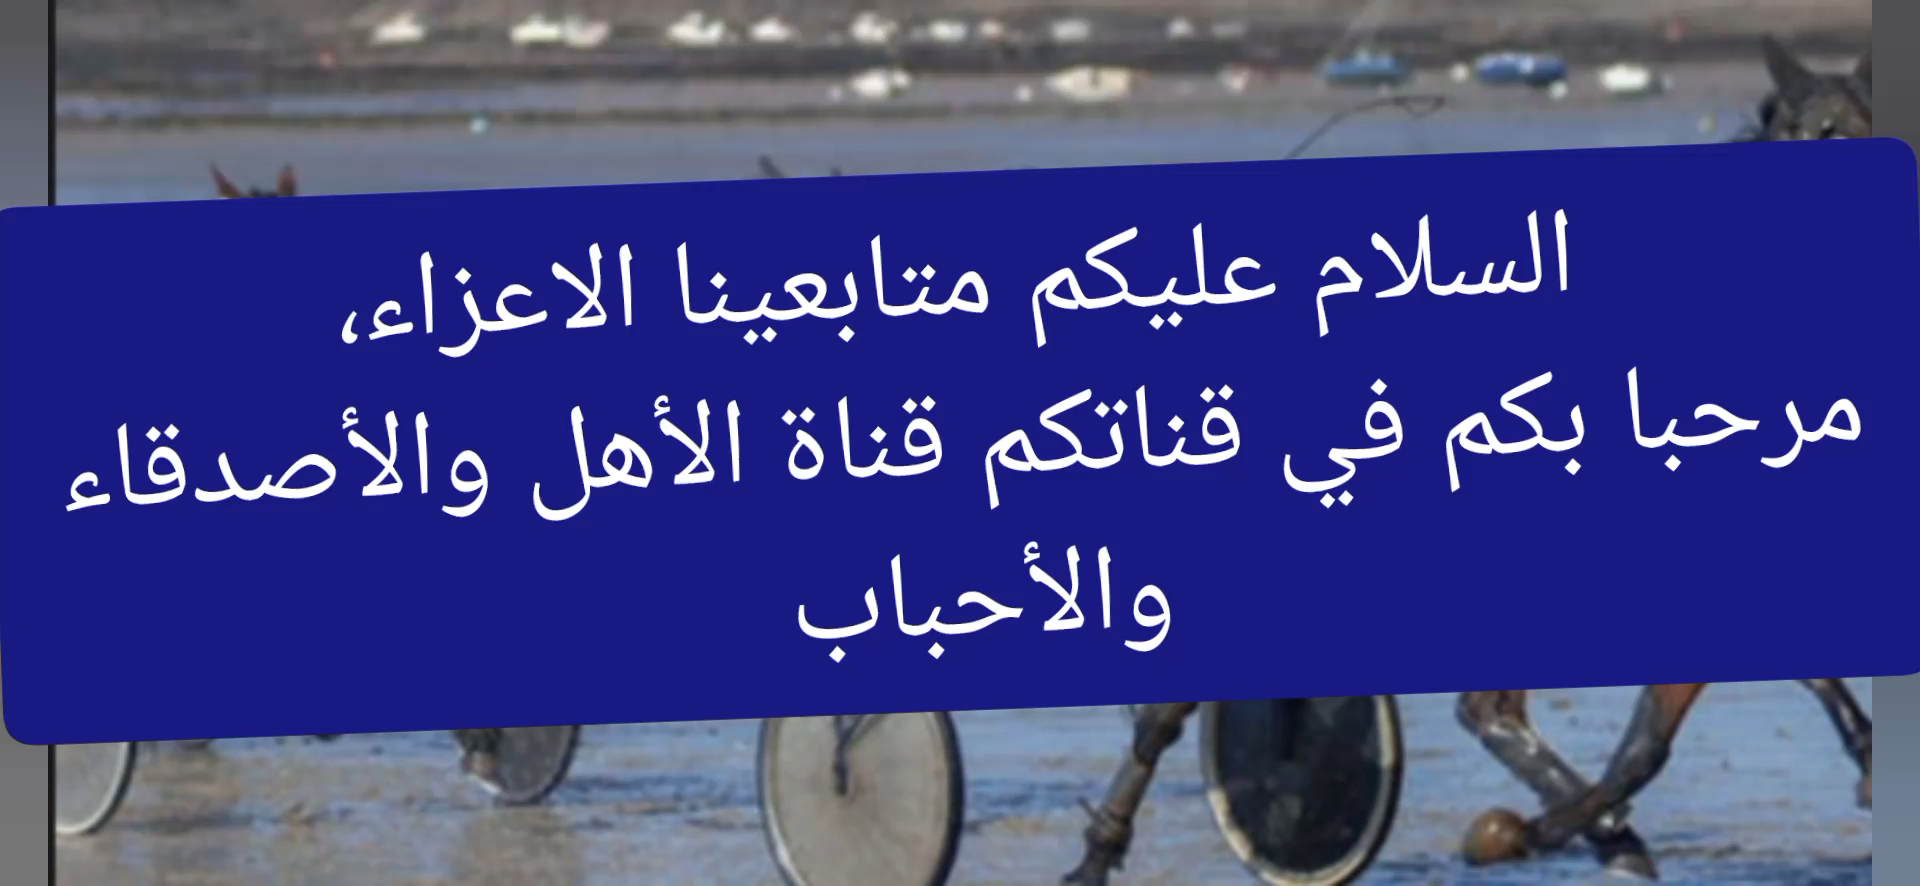 السلام عليكم متابعينا الاعزاء،
مرحبا بكم في قناتكم قناة الأهل والأصدقاء
والأحباب